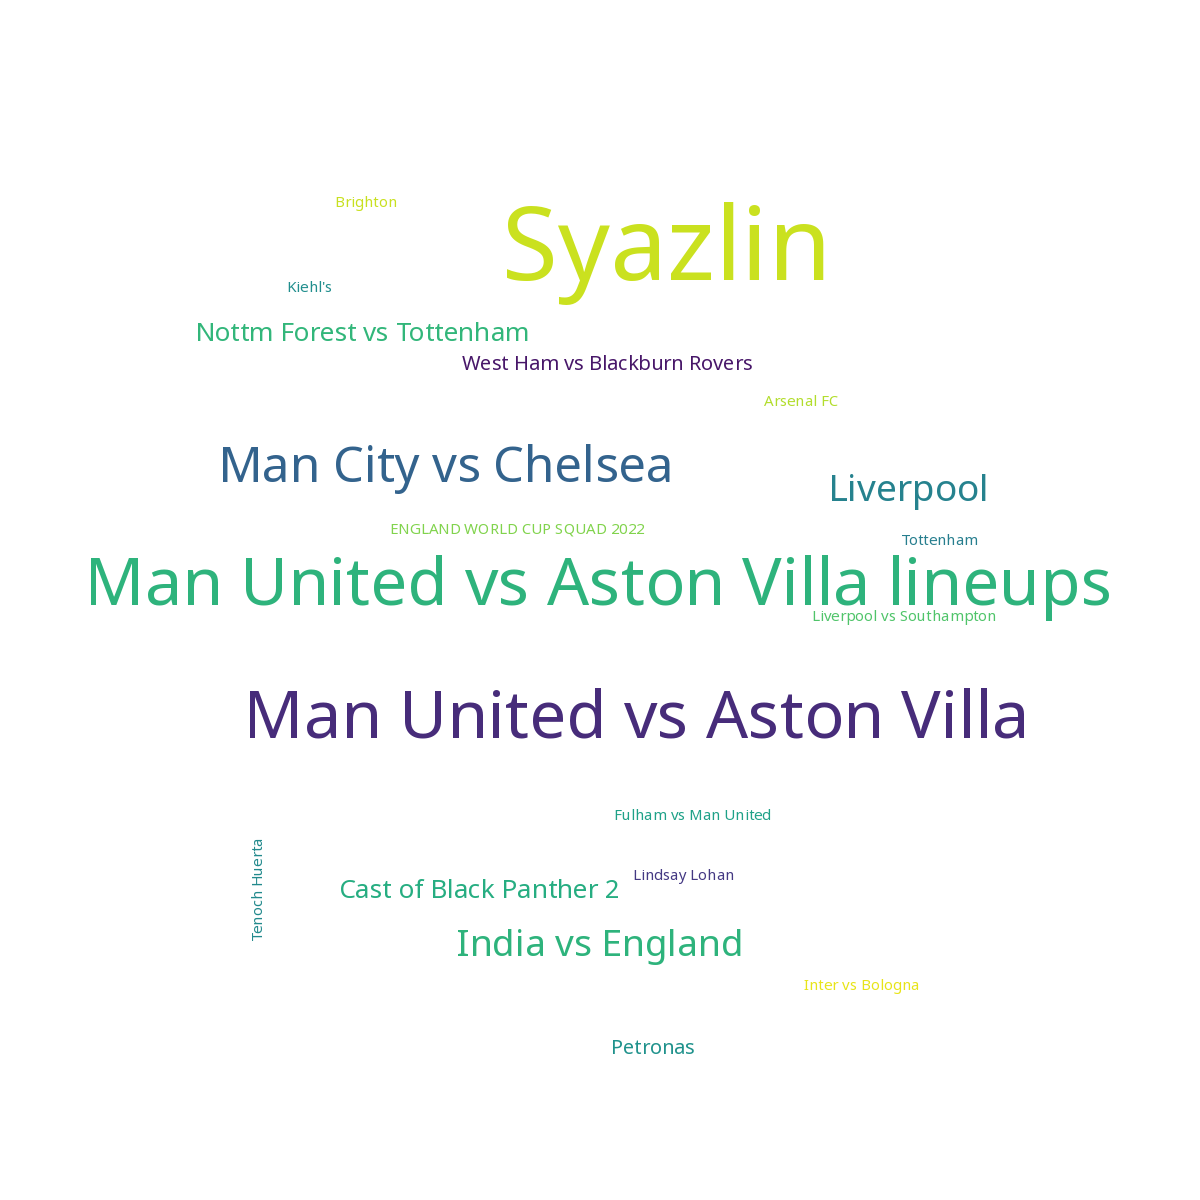 Brighton
Syazlin
Kiehl's
Nottm Forest vs Tottenham
West Ham vs Blackburn Rovers
Arsenal FC
Man City vs Chelsea
Liverpool
ENGLAND WORLD CUP SQUAD 2022
Tottenham
Man United vs Aston Villa lineups
Liverpool vs Southampton
Man United vs Aston Villa
Fulham vs Man United
Tenoch Huerta
Lindsay Lohan
Cast of Black Panther 2
India vs England
Inter vs Bologna
Petronas